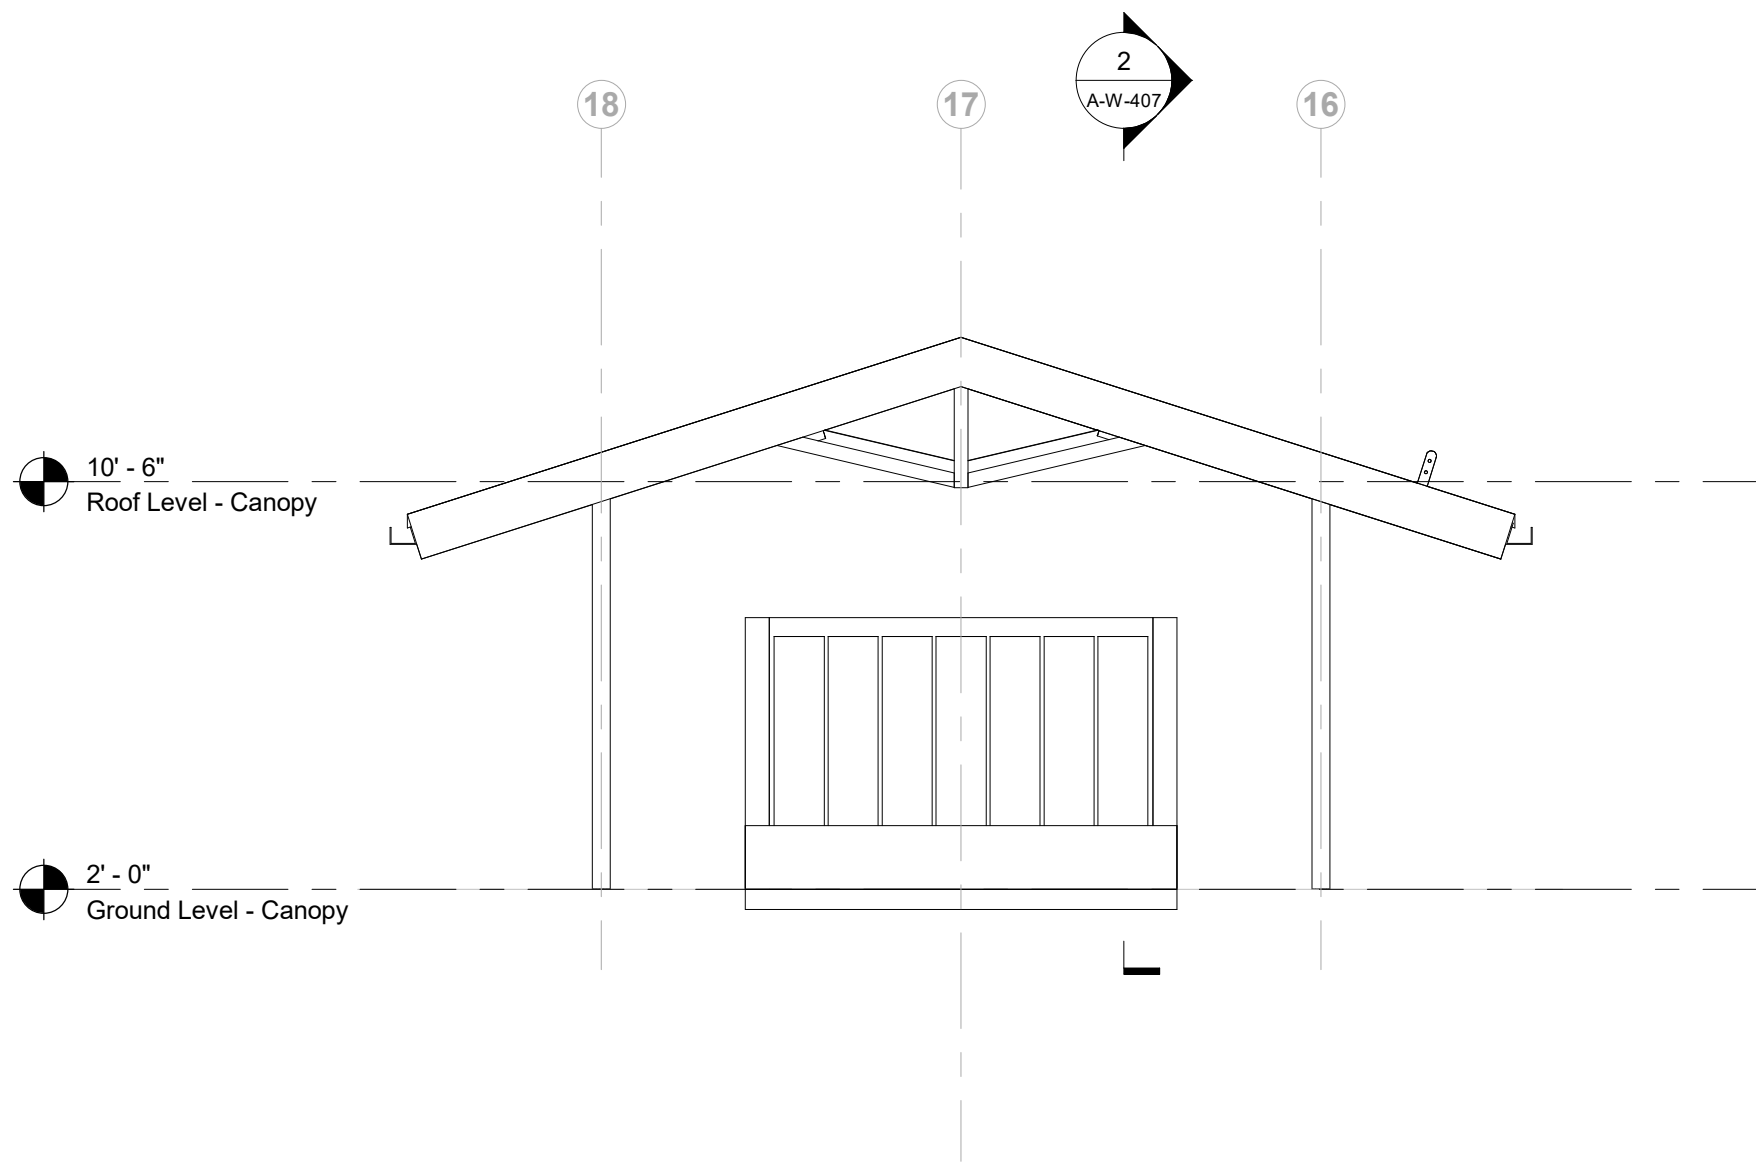 2
A-W-407
18
17
16
10' - 6"
Roof Level - Canopy
2' - 0"
Ground Level - Canopy